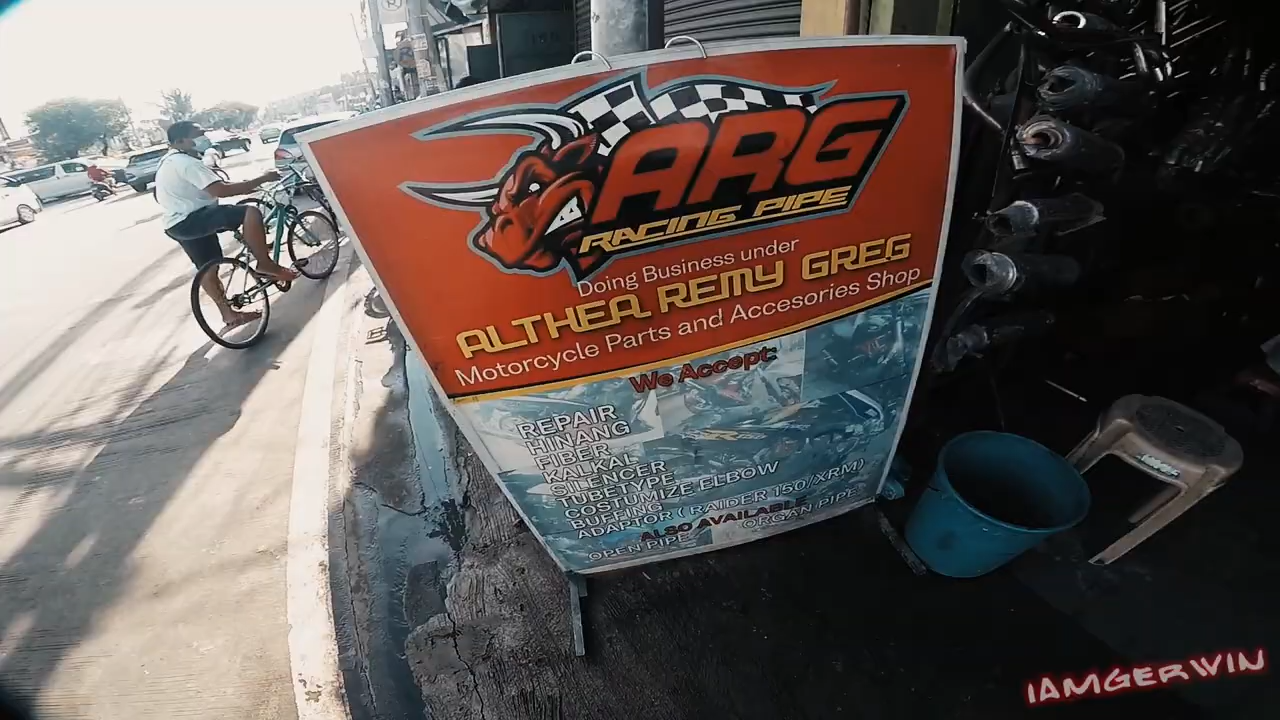 ARG
RACING PIPE
Doing Business under
ALTHEA REMY GREG
Motorcycle Parts and Accesories Shop
We Accept:
REPAIR
HINANG
FIBER
KALKAL
SILENCER
TUBETYPE
COSTUMIZE ELBOW
BUFFING
ADAPTOR ( RAIDER 150/XRM)
ALSO AVAILABLE
OPEN PIPE ORGAN PIPE
IAMGERWIN